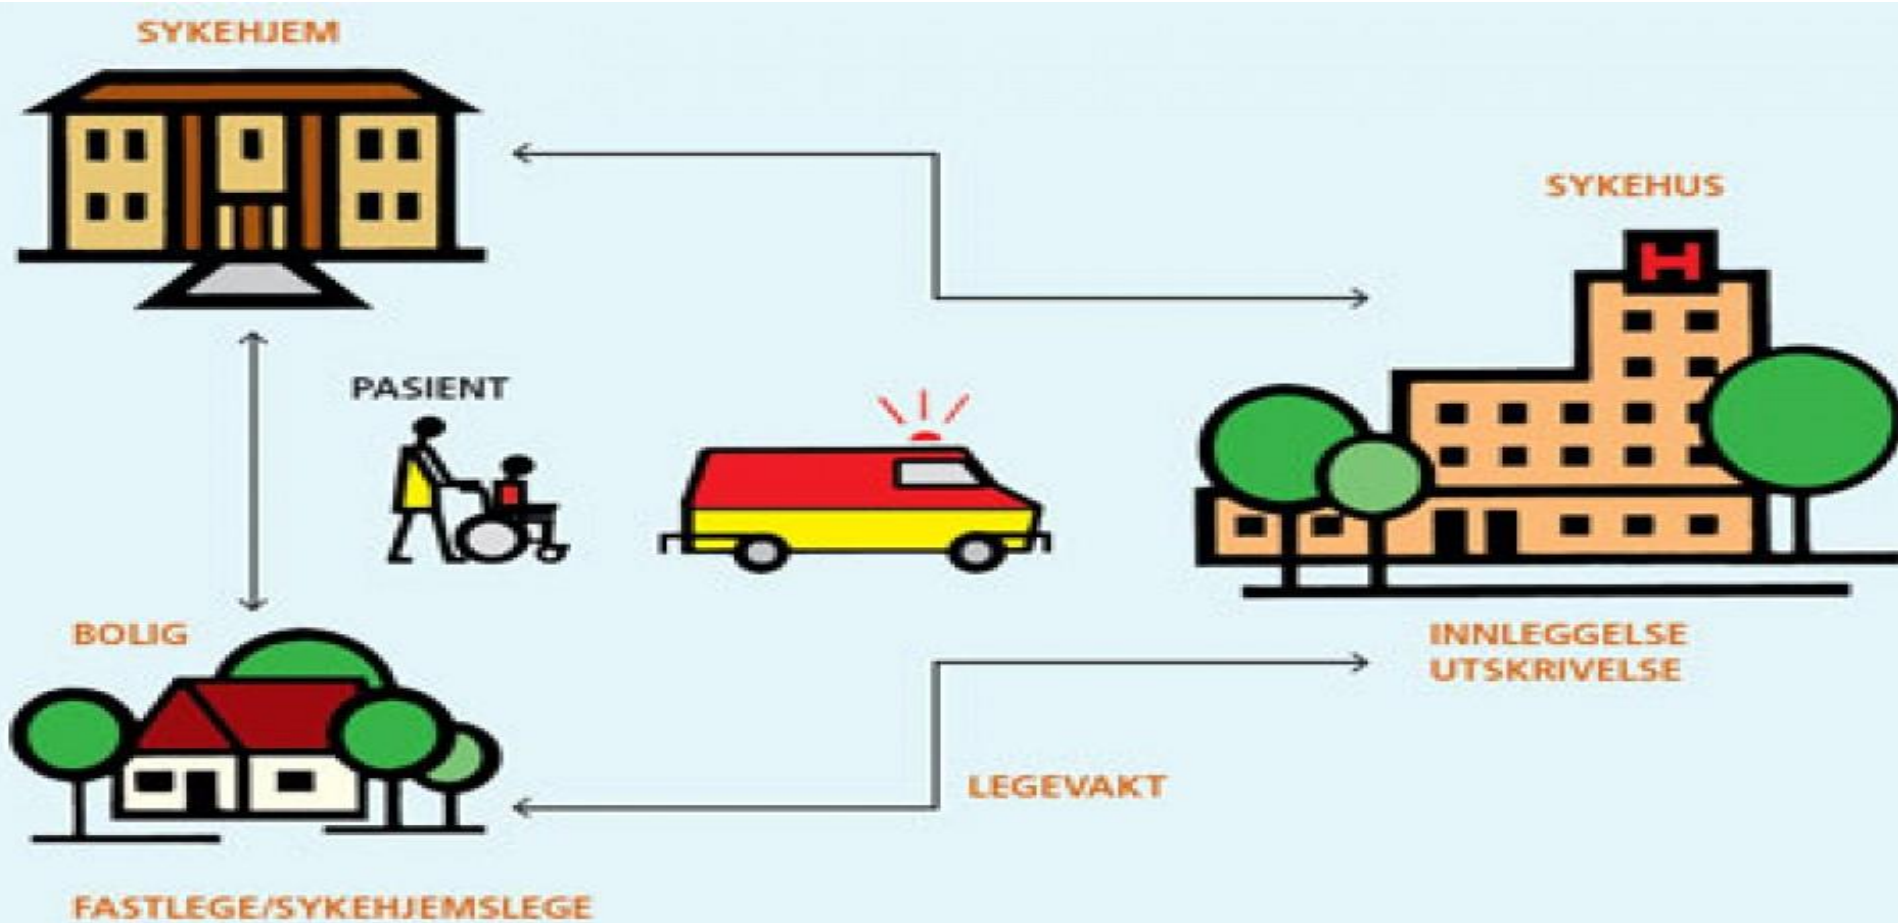 SYKEHJEM
SYKEHUS
H
PASIENT
BOLIG
INNLEGGELSE
UTSKRIVELSE
LEGEVAKT
FASTLEGE/SYKEHJEMSLEGE